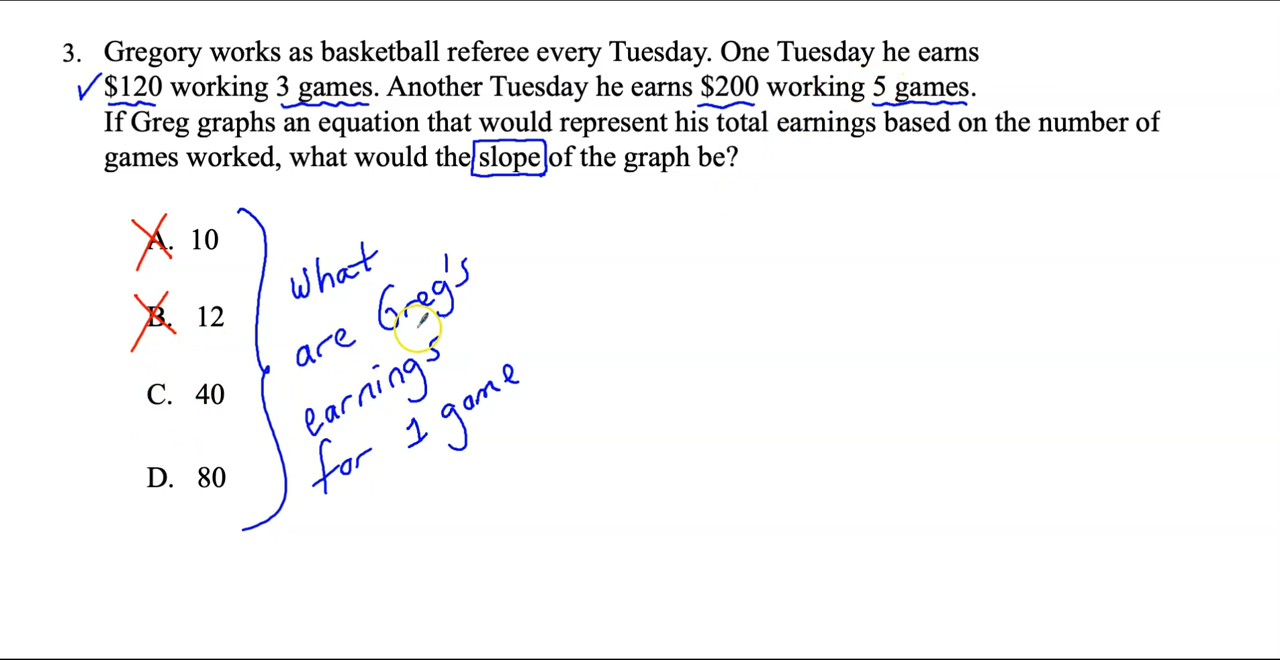 3. Gregory works as basketball referee every Tuesday. One Tuesday he earns
$120 working 3 games. Another Tuesday he earns $200 working 5 games.
If Greg graphs an equation that would represent his total earnings based on the number of
games worked, what would the slope of the graph be?
A. 10
B. 12
C. 40
D. 80
what
are Greg's
earnings
for 1 game